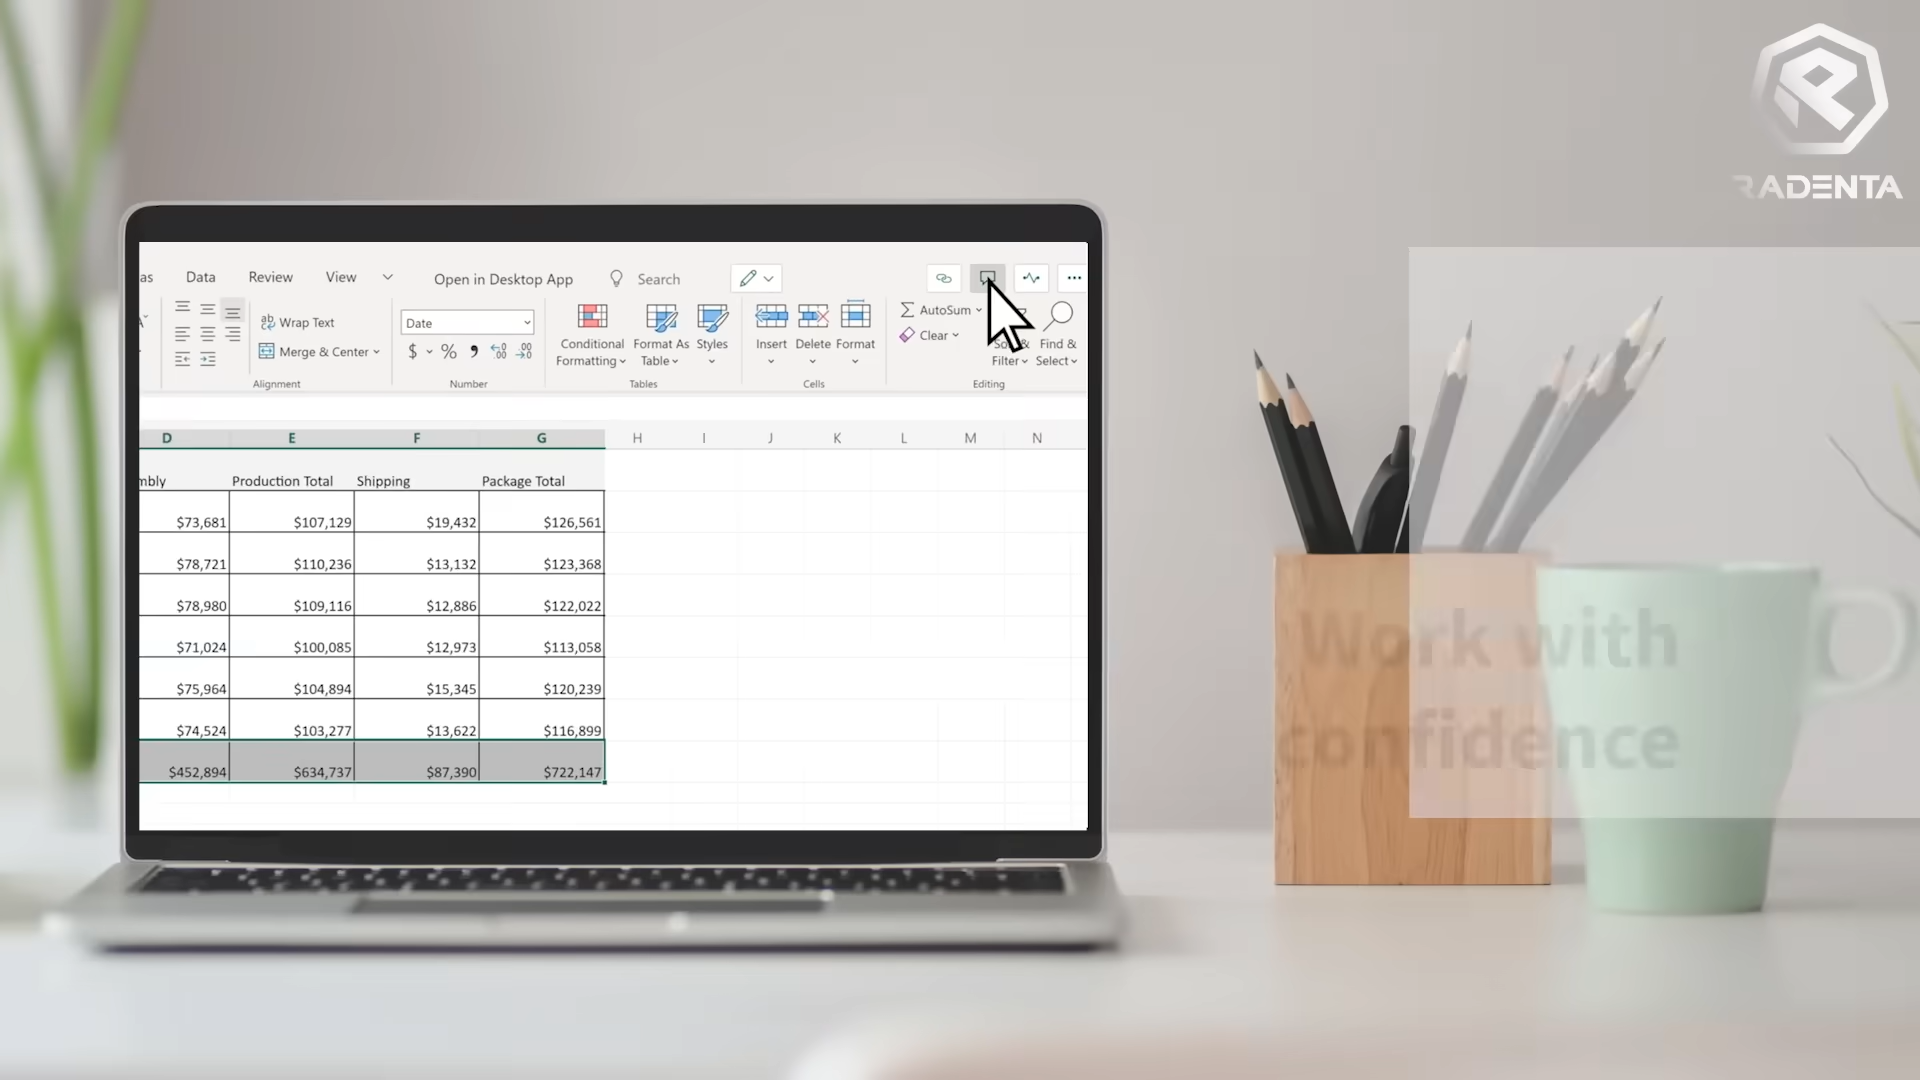 RADENTA
as Data Review View Open in Desktop App Search
Wrap Text
Merge & Center
Alignment
Date
$ % , .00
Number
Conditional Formatting
Format As Table
Styles
Tables
Insert
Delete
Format
Cells
AutoSum
Clear
Sort & Filter
Find & Select
Editing
D E F G H I J K L M N
mbly Production Total Shipping Package Total
$73,681 $107,129 $19,432 $126,561
$78,721 $110,236 $13,132 $123,368
$78,980 $109,116 $12,886 $122,022
$71,024 $100,085 $12,973 $113,058
$75,964 $104,894 $15,345 $120,239
$74,524 $103,277 $13,622 $116,899
$452,894 $634,737 $87,390 $722,147
Work with
confidence